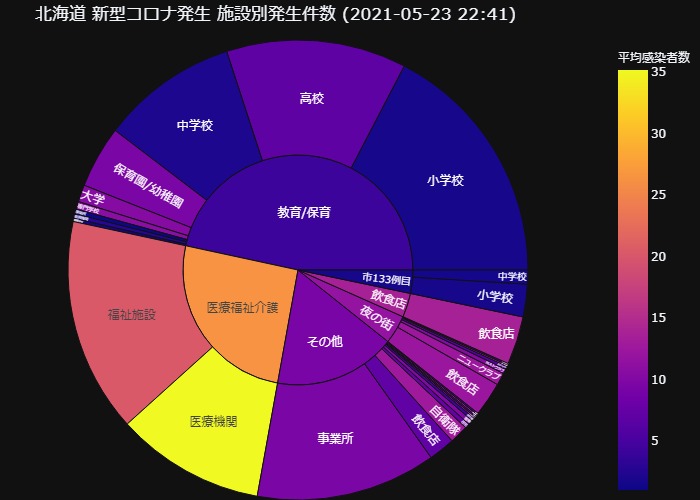 北海道 新型コロナ発生 施設別発生件数 (2021-05-23 22:41)
平均感染者数
35
30
25
20
15
10
5
高校
中学校
小学校
保育園/幼稚園
大学
専門学校
教育/保育
市133例目
中学校
小学校
飲食店
飲食店
夜の街
医療福祉介護
福祉施設
その他
ニュークラブ
飲食店
医療機関
自衛隊
飲食店
事業所